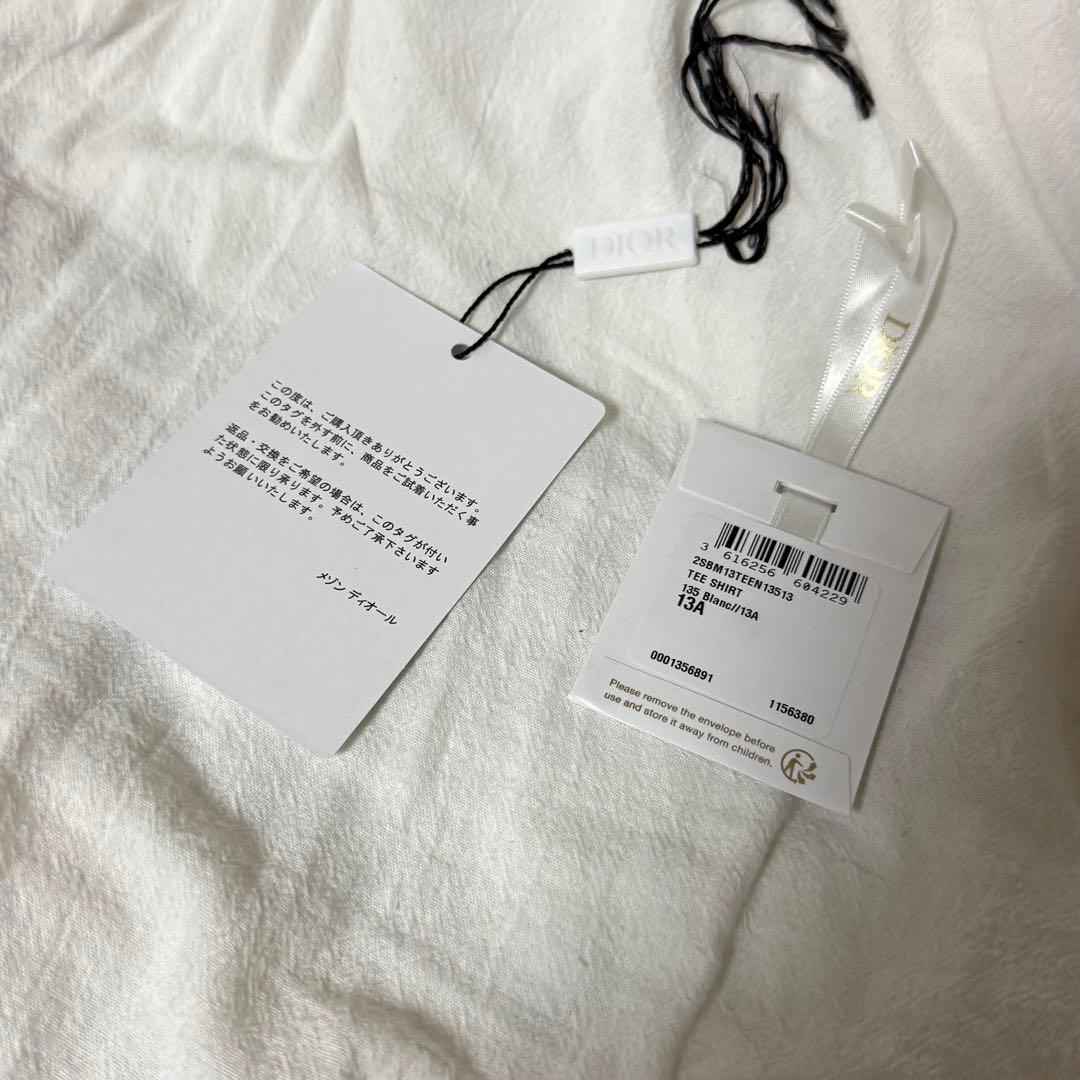 DIOR
この度は、ご購入頂きありがとうございます。
このタグを外す前に、商品をご試着いただく事
をお勧めいたします。
返品・交換をご希望の場合は、このタグが付い
た状態に限り承ります。予めご了承下さいます
ようお願いいたします。
メゾン ディオール
DIOR
3 616256 604229
2SBM13TEEN13513
TEE SHIRT
135 Blanc//13A
13A
0001356891
1156380
Please remove the envelope before
use and store it away from children.